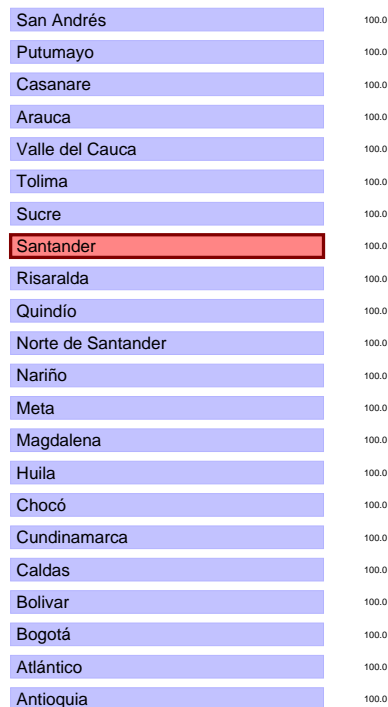 San Andrés 100.0
Putumayo 100.0
Casanare 100.0
Arauca 100.0
Valle del Cauca 100.0
Tolima 100.0
Sucre 100.0
Santander 100.0
Risaralda 100.0
Quindío 100.0
Norte de Santander 100.0
Nariño 100.0
Meta 100.0
Magdalena 100.0
Huila 100.0
Chocó 100.0
Cundinamarca 100.0
Caldas 100.0
Bolivar 100.0
Bogotá 100.0
Atlántico 100.0
Antioquia 100.0